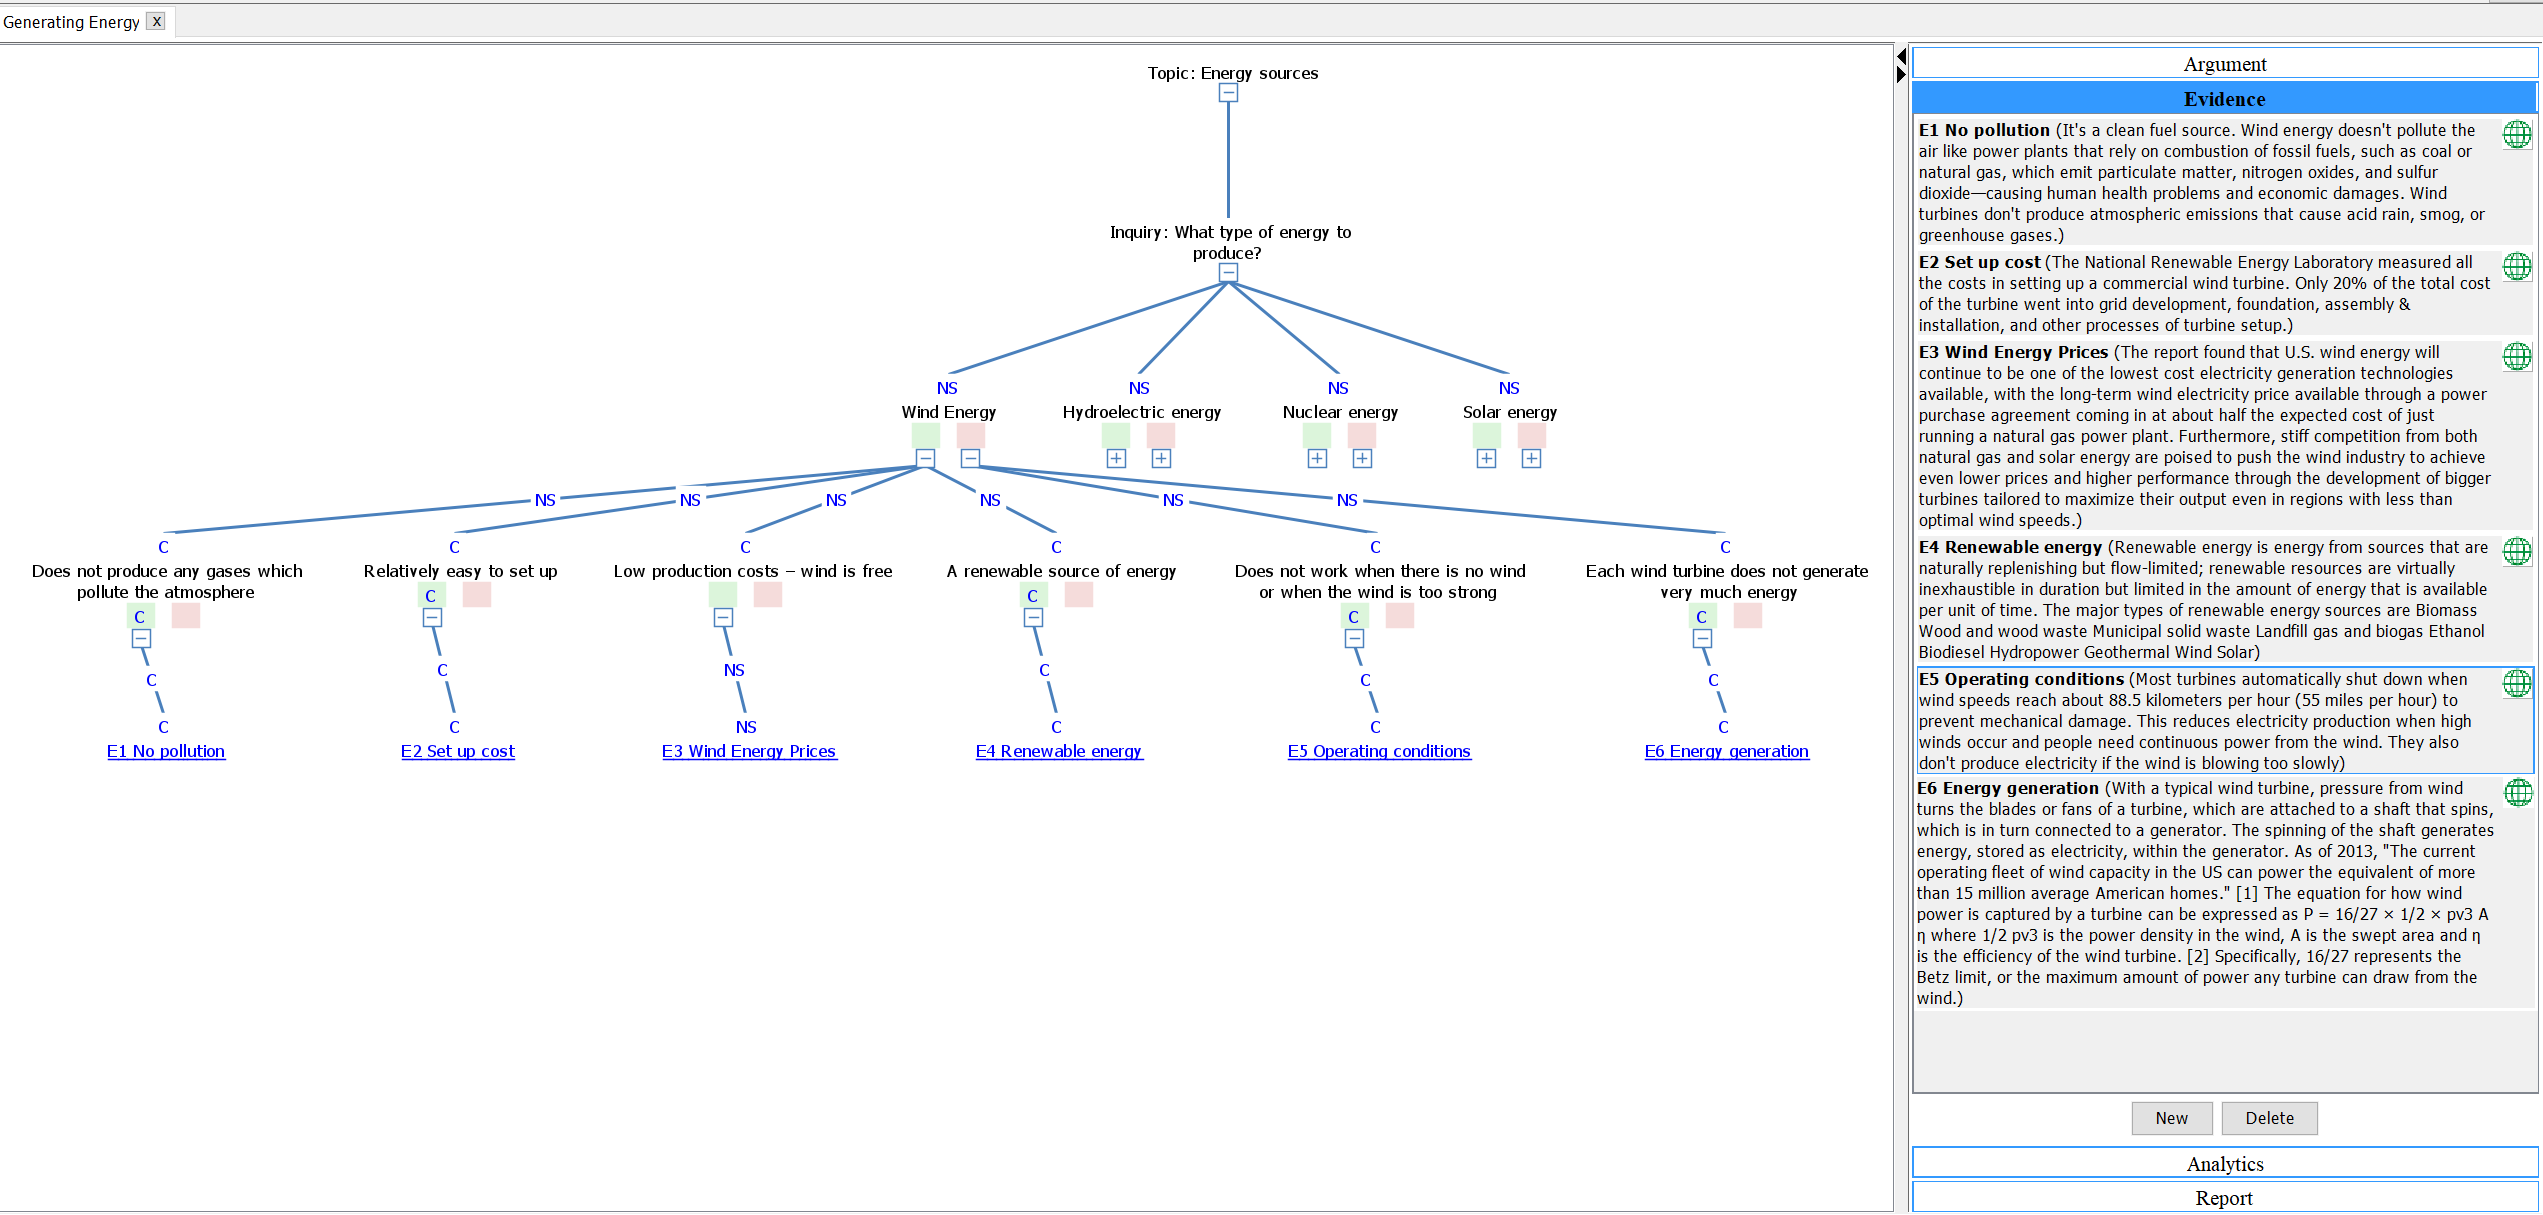 Generating Energy x
Topic: Energy sources
Inquiry: What type of energy to
produce?
NS NS NS NS
Wind Energy Hydroelectric energy Nuclear energy Solar energy
NS NS NS NS NS NS
C C C C C C
Does not produce any gases which
pollute the atmosphere
Relatively easy to set up
Low production costs – wind is free
A renewable source of energy
Does not work when there is no wind
or when the wind is too strong
Each wind turbine does not generate
very much energy
C C C C C
C C NS C C C
C C NS C C C
E1 No pollution E2 Set up cost E3 Wind Energy Prices E4 Renewable energy E5 Operating conditions E6 Energy generation
Argument
Evidence
E1 No pollution (It's a clean fuel source. Wind energy doesn't pollute the
air like power plants that rely on combustion of fossil fuels, such as coal or
natural gas, which emit particulate matter, nitrogen oxides, and sulfur
dioxide—causing human health problems and economic damages. Wind
turbines don't produce atmospheric emissions that cause acid rain, smog, or
greenhouse gases.)
E2 Set up cost (The National Renewable Energy Laboratory measured all
the costs in setting up a commercial wind turbine. Only 20% of the total cost
of the turbine went into grid development, foundation, assembly &
installation, and other processes of turbine setup.)
E3 Wind Energy Prices (The report found that U.S. wind energy will
continue to be one of the lowest cost electricity generation technologies
available, with the long-term wind electricity price available through a power
purchase agreement coming in at about half the expected cost of just
running a natural gas power plant. Furthermore, stiff competition from both
natural gas and solar energy are poised to push the wind industry to achieve
even lower prices and higher performance through the development of bigger
turbines tailored to maximize their output even in regions with less than
optimal wind speeds.)
E4 Renewable energy (Renewable energy is energy from sources that are
naturally replenishing but flow-limited; renewable resources are virtually
inexhaustible in duration but limited in the amount of energy that is available
per unit of time. The major types of renewable energy sources are Biomass
Wood and wood waste Municipal solid waste Landfill gas and biogas Ethanol
Biodiesel Hydropower Geothermal Wind Solar)
E5 Operating conditions (Most turbines automatically shut down when
wind speeds reach about 88.5 kilometers per hour (55 miles per hour) to
prevent mechanical damage. This reduces electricity production when high
winds occur and people need continuous power from the wind. They also
don't produce electricity if the wind is blowing too slowly)
E6 Energy generation (With a typical wind turbine, pressure from wind
turns the blades or fans of a turbine, which are attached to a shaft that spins,
which is in turn connected to a generator. The spinning of the shaft generates
energy, stored as electricity, within the generator. As of 2013, "The current
operating fleet of wind capacity in the US can power the equivalent of more
than 15 million average American homes." [1] The equation for how wind
power is captured by a turbine can be expressed as P = 16/27 × 1/2 × pv3 A
η where 1/2 pv3 is the power density in the wind, A is the swept area and η
is the efficiency of the wind turbine. [2] Specifically, 16/27 represents the
Betz limit, or the maximum amount of power any turbine can draw from the
wind.)
New Delete
Analytics
Report